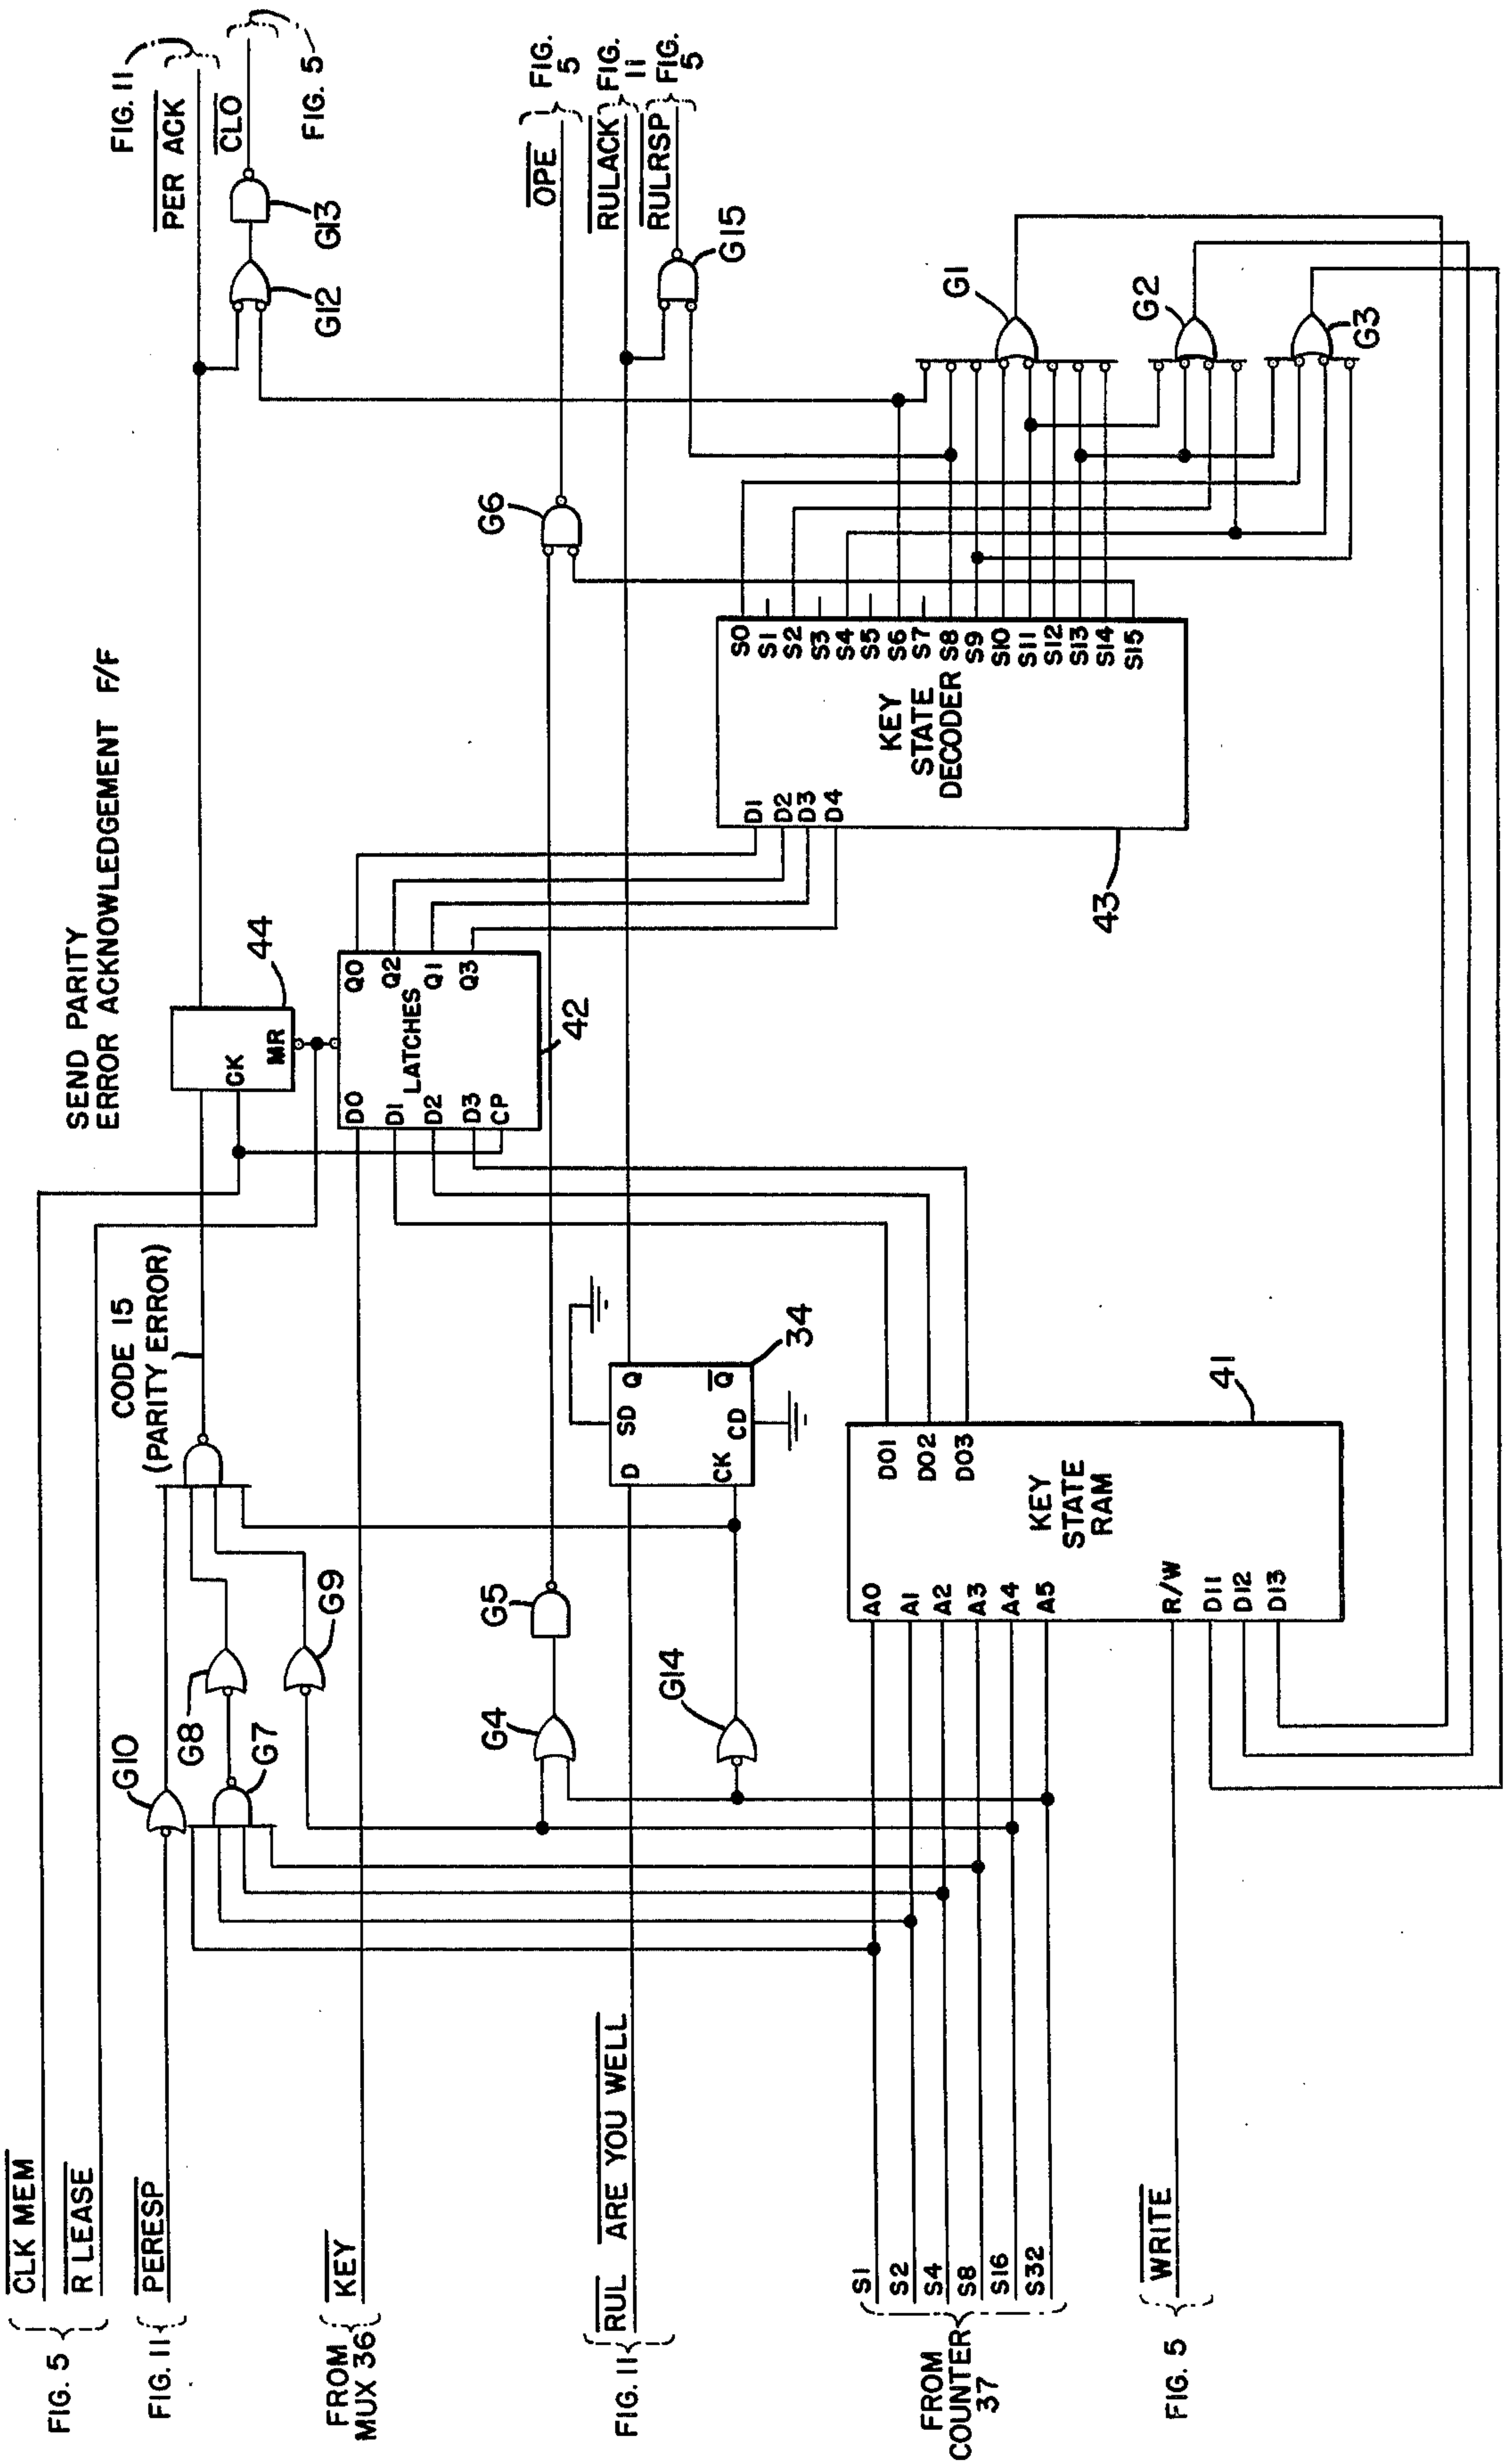 FIG. 11
PER ACK
CLO
FIG. 5
G13
G12
FIG. 5
OPE
RULACK
FIG. 11
RULRSP
FIG. 5
G15
G6
G1
G2
G3
SEND PARITY
ERROR ACKNOWLEDGEMENT F/F
44
CK
MR
D0
D1
D2
D3
CP
LATCHES
Q0
Q2
Q1
Q3
42
S0
S1
S2
S3
S4
S5
S6
S7
S8
S9
S10
S11
S12
S13
S14
S15
KEY
STATE
DECODER
D1
D2
D3
D4
43
CODE 15
(PARITY ERROR)
G10
G8
G7
G9
G5
G4
G14
SD
D
Q
Q
CK
CD
34
A0
A1
A2
A3
A4
A5
R/W
D11
D12
D13
KEY
STATE
RAM
DO1
DO2
DO3
41
CLK MEM
R LEASE
FIG. 5
PERESP
FIG. 11
KEY
FROM
MUX 36
RUL ARE YOU WELL
FIG. 11
S1
S2
S4
S8
S16
S32
FROM
COUNTER
37
WRITE
FIG. 5